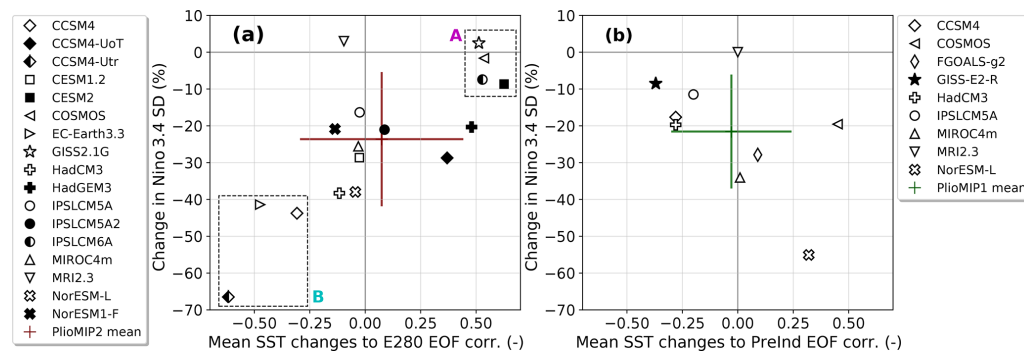 CCSM4
CCSM4-UoT
CCSM4-Utr
CESM1.2
CESM2
COSMOS
EC-Earth3.3
GISS2.1G
HadCM3
HadGEM3
IPSLCM5A
IPSLCM5A2
IPSLCM6A
MIROC4m
MRI2.3
NorESM-L
NorESM1-F
PlioMIP2 mean
Change in Nino 3.4 SD (%)
10
0
−10
−20
−30
−40
−50
−60
−70
(a)
A
B
−0.50 −0.25 0.00 0.25 0.50
Mean SST changes to E280 EOF corr. (-)
Change in Nino 3.4 SD (%)
10
0
−10
−20
−30
−40
−50
−60
−70
(b)
−0.50 −0.25 0.00 0.25 0.50
Mean SST changes to PreInd EOF corr. (-)
CCSM4
COSMOS
FGOALS-g2
GISS-E2-R
HadCM3
IPSLCM5A
MIROC4m
MRI2.3
NorESM-L
PlioMIP1 mean